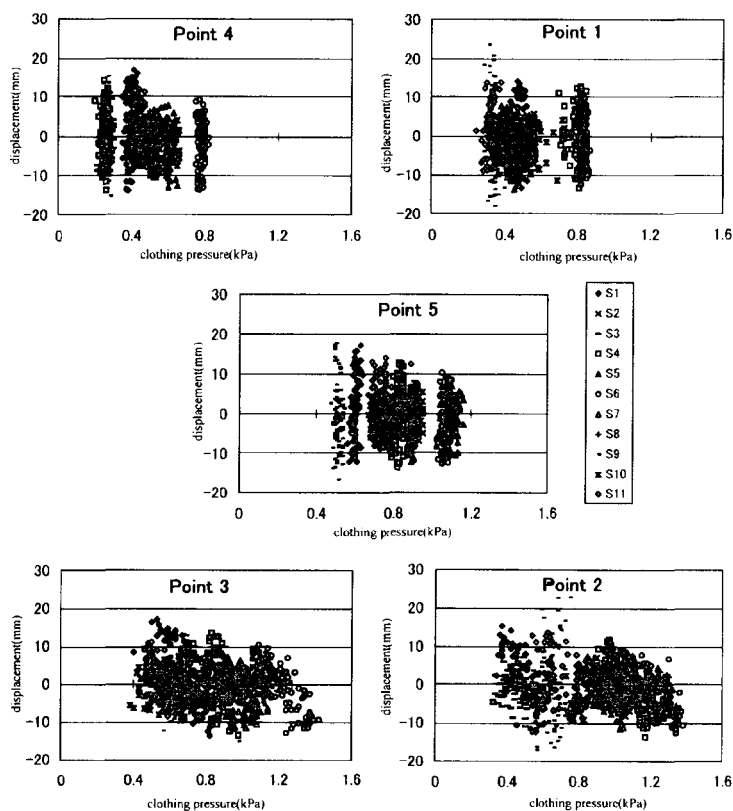 Point 4
30
20
10
0
-10
-20
displacement(mm)
0 0.4 0.8 1.2 1.6
clothing pressure(kPa)
Point 1
30
20
10
0
-10
-20
displacement(mm)
0 0.4 0.8 1.2 1.6
clothing pressure(kPa)
Point 5
30
20
10
0
-10
-20
displacement(mm)
0 0.4 0.8 1.2 1.6
clothing pressure(kPa)
S1
S2
S3
S4
S5
S6
S7
S8
S9
S10
S11
Point 3
30
20
10
0
-10
-20
displacement(mm)
0 0.4 0.8 1.2 1.6
clothing pressure(kPa)
Point 2
30
20
10
0
-10
-20
displacement(mm)
0 0.4 0.8 1.2 1.6
clothing pressure(kPa)